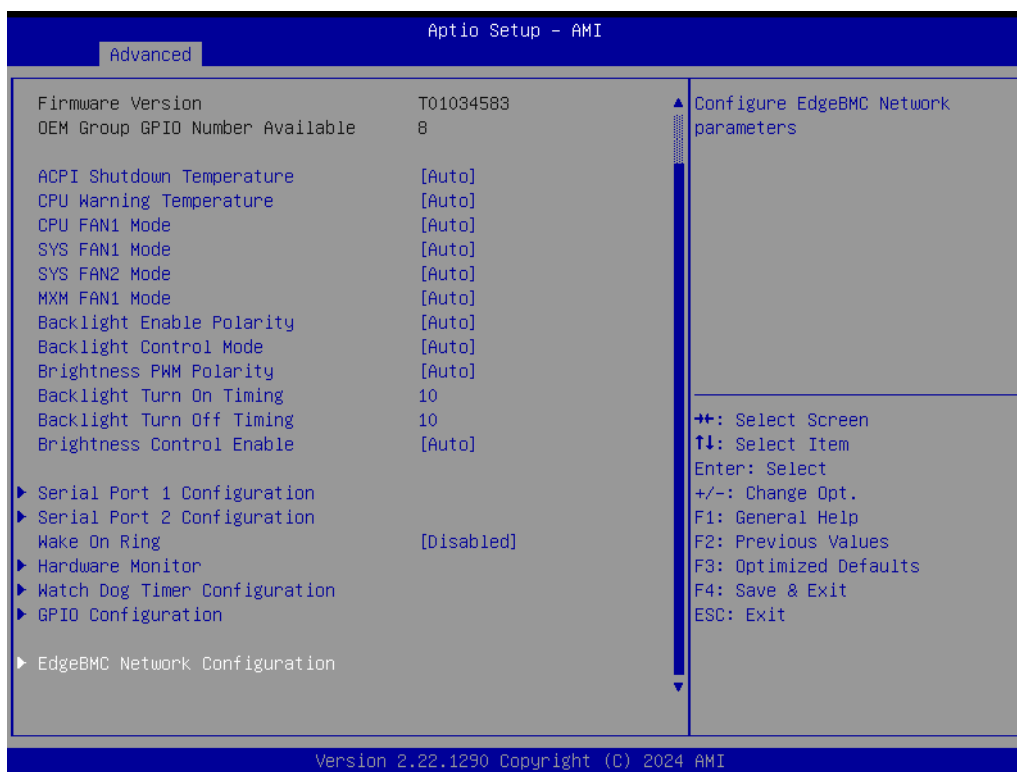 Aptio Setup - AMI
Advanced
Firmware Version T01034583
OEM Group GPIO Number Available 8
ACPI Shutdown Temperature [Auto]
CPU Warning Temperature [Auto]
CPU FAN1 Mode [Auto]
SYS FAN1 Mode [Auto]
SYS FAN2 Mode [Auto]
MXM FAN1 Mode [Auto]
Backlight Enable Polarity [Auto]
Backlight Control Mode [Auto]
Brightness PWM Polarity [Auto]
Backlight Turn On Timing 10
Backlight Turn Off Timing 10
Brightness Control Enable [Auto]
Serial Port 1 Configuration
Serial Port 2 Configuration
Wake On Ring [Disabled]
Hardware Monitor
Watch Dog Timer Configuration
GPIO Configuration
EdgeBMC Network Configuration
Configure EdgeBMC Network
parameters
→←: Select Screen
↑↓: Select Item
Enter: Select
+/-: Change Opt.
F1: General Help
F2: Previous Values
F3: Optimized Defaults
F4: Save & Exit
ESC: Exit
Version 2.22.1290 Copyright (C) 2024 AMI